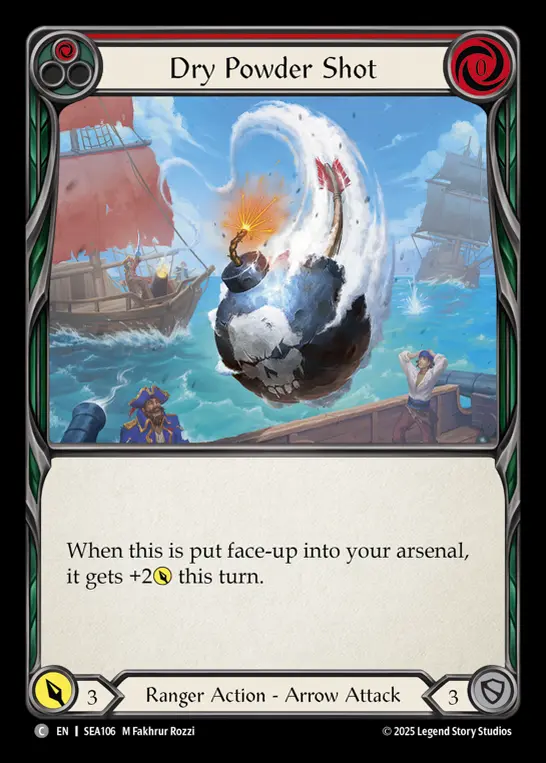 Dry Powder Shot
0
When this is put face-up into your arsenal,
it gets +2 this turn.
3
Ranger Action - Arrow Attack
3
C EN SEA106 M Fakhrur Rozzi
© 2025 Legend Story Studios